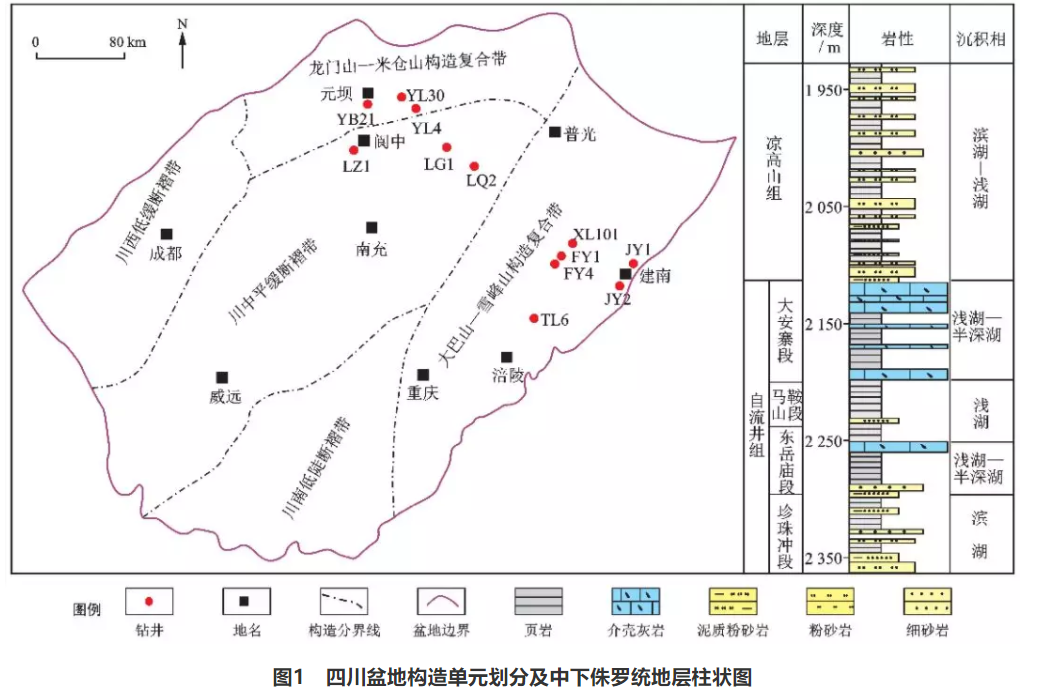 0 80 km
N
龙门山—米仓山构造复合带
元坝
YL30
YB21
YL4
阆中
普光
LZ1
LG1
LQ2
川西低缓断褶带
成都
南充
川中平缓断褶带
大巴山—雪峰山构造复合带
XL101
FY1
FY4
JY1
建南
JY2
TL6
涪陵
威远
重庆
川南低陡断褶带
地层
深度
/ m
岩性
沉积相
1 950
凉高山组
滨湖—浅湖
2 050
大安寨段
2 150
浅湖—
半深湖
自流井组
马鞍
山段
浅湖
东岳庙段
2 250
浅湖—
半深湖
珍珠冲段
滨湖
2 350
图例
钻井
地名
构造分界线
盆地边界
页岩
介壳灰岩
泥质粉砂岩
粉砂岩
细砂岩
图1 四川盆地构造单元划分及中下侏罗统地层柱状图